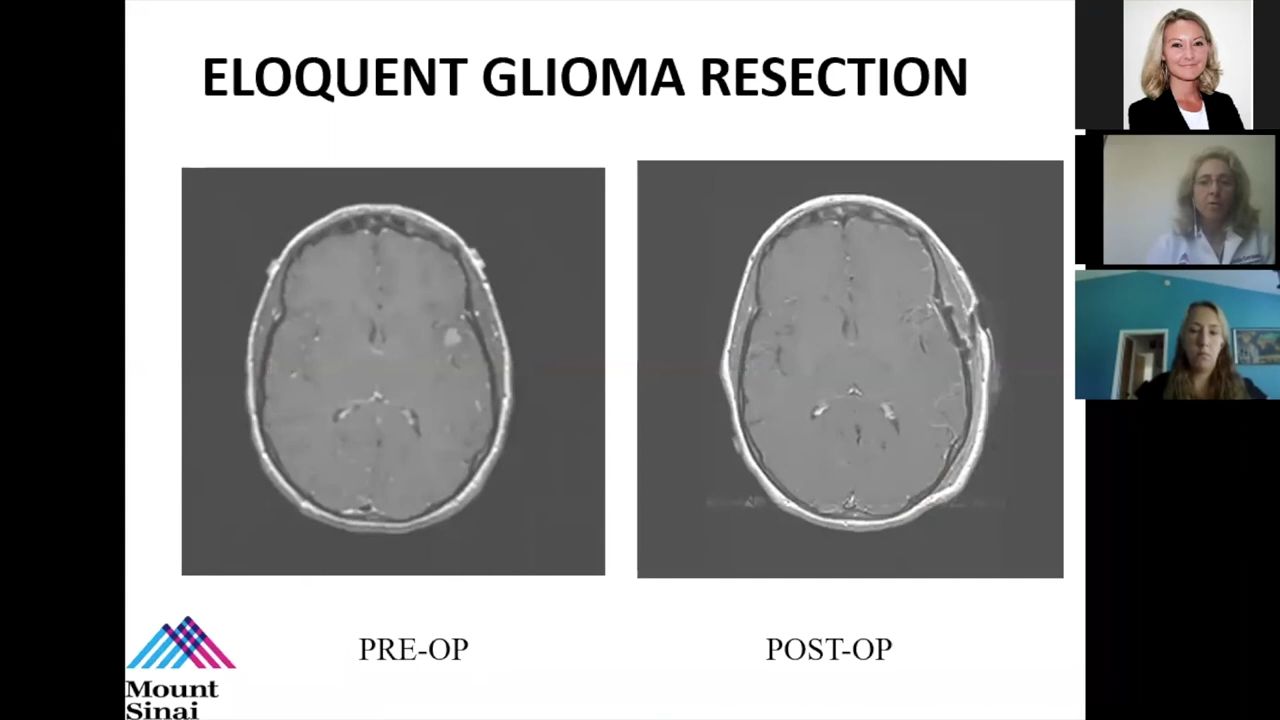 ELOQUENT GLIOMA RESECTION
PRE-OP
POST-OP
Mount
Sinai